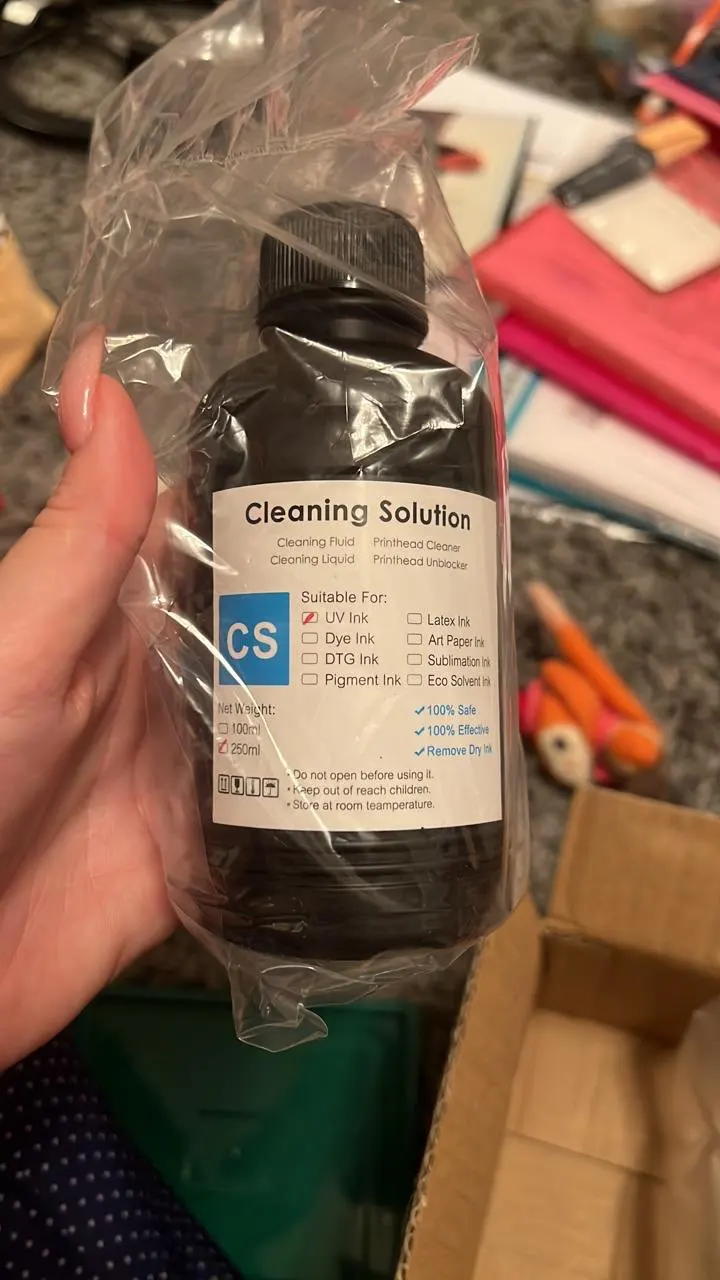 Cleaning Solution
Cleaning Fluid Printhead Cleaner
Cleaning Liquid Printhead Unblocker
CS
Suitable For:
UV Ink Latex Ink
Dye Ink Art Paper Ink
DTG Ink Sublimation Ink
Pigment Ink Eco Solvent Ink
Net Weight:
100ml
250ml
100% Safe
100% Effective
Remove Dry Ink
Do not open before using it.
Keep out of reach children.
Store at room teamperature.